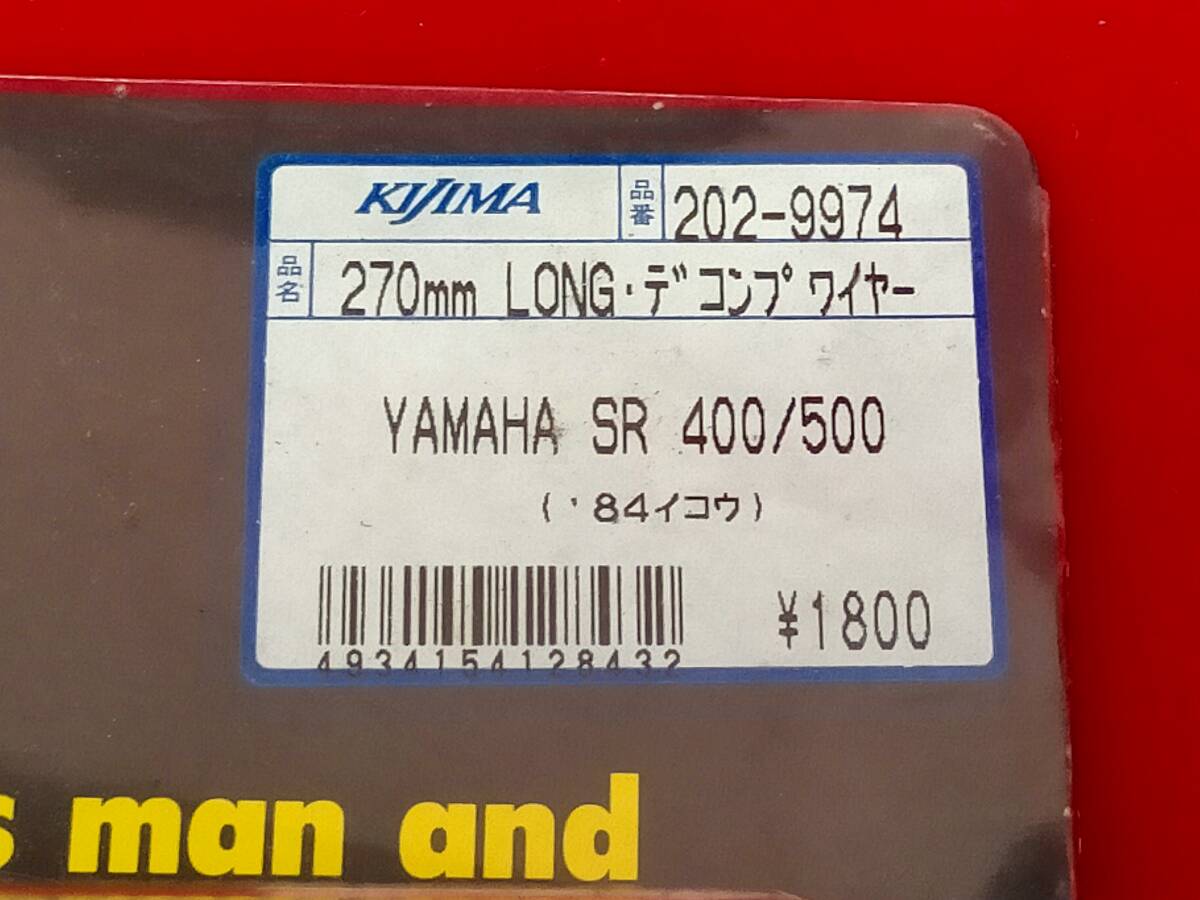 KIJIMA 品番 202-9974
品名 270mm LONG・デコンプワイヤー
YAMAHA SR 400/500
('84イコウ)
¥1800
4934154128432
s man and